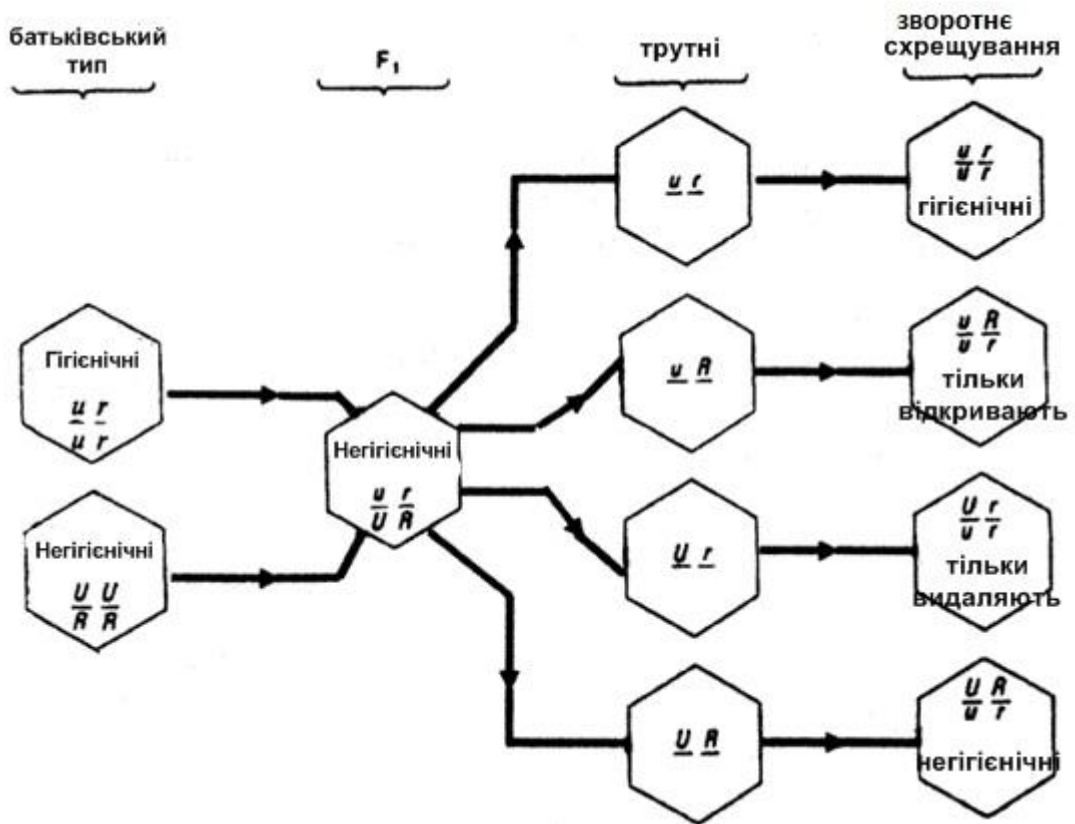 батьківський
тип
F₁
трутні
зворотнє
схрещування
u r
u r
u r
гігієнічні
Гігієнічні
u r
u r
u R
u R
u r
тільки
відкривають
Негігієнічні
u r
U R
Негігієнічні
U U
R R
U r
U r
u r
тільки
видаляють
U R
U R
u r
негігієнічні